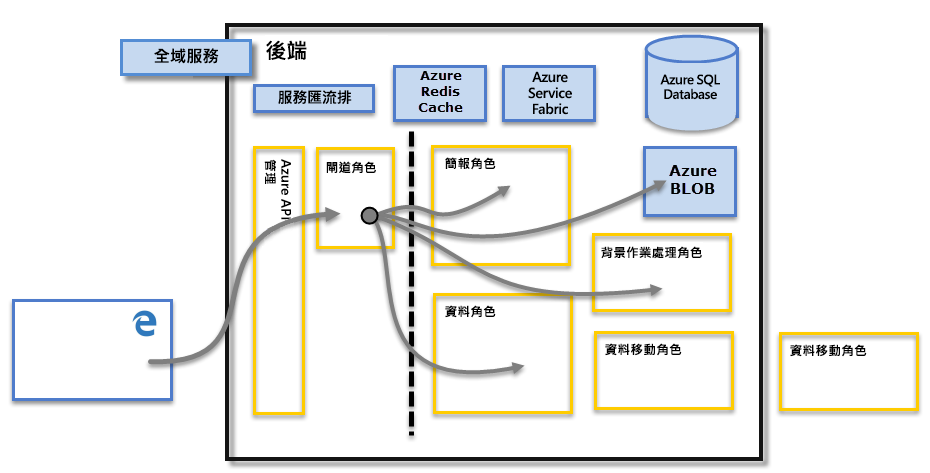 全域服務
後端
服務匯流排
Azure
Redis
Cache
Azure
Service
Fabric
Azure SQL
Database
Azure API
管理
閘道角色
簡報角色
Azure
BLOB
背景作業處理角色
資料角色
資料移動角色
資料移動角色